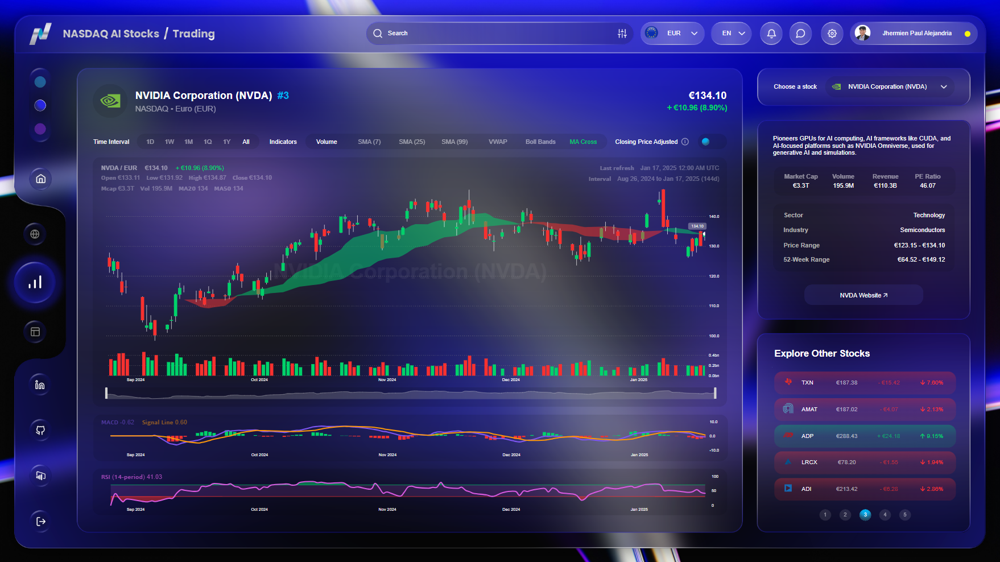 NASDAQ AI Stocks / Trading
Search
EUR
EN
Jhermien Paul Alejandria
NVIDIA Corporation (NVDA) #3
NASDAQ • Euro (EUR)
€134.10
+ €10.96 (8.90%)
Time Interval 1D 1W 1M 1Q 1Y All Indicators Volume SMA (7) SMA (25) SMA (99) VWAP Boll Bands MA Cross Closing Price Adjusted
NVDA / EUR €134.10 + €10.96 (8.90%)
Open €133.11 Low €131.92 High €134.87 Close €134.10
Mcap €3.3T Vol 195.9M MA20 134 MA50 134
Last refresh Jan 17, 2025 12:00 AM UTC
Interval Aug 26, 2024 to Jan 17, 2025 (144d)
NVIDIA Corporation (NVDA)
140.0
134.10
130.0
120.0
110.0
100.0
0.4bn
0.2bn
0.0bn
Sep 2024 Oct 2024 Nov 2024 Dec 2024 Jan 2025
MACD -0.62 Signal Line 0.60
10.0
0.0
-10.0
Sep 2024 Oct 2024 Nov 2024 Dec 2024 Jan 2025
RSI (14-period) 41.03
100
50
0
Sep 2024 Oct 2024 Nov 2024 Dec 2024 Jan 2025
Choose a stock NVIDIA Corporation (NVDA)
Pioneers GPUs for AI computing, AI frameworks like CUDA, and
AI-focused platforms such as NVIDIA Omniverse, used for
generative AI and simulations.
Market Cap Volume Revenue PE Ratio
€3.3T 195.9M €110.3B 46.07
Sector Technology
Industry Semiconductors
Price Range €123.15 - €134.10
52-Week Range €64.52 - €149.12
NVDA Website
Explore Other Stocks
TXN €187.38 - €15.42 ↓ 7.60%
AMAT €187.02 - €4.07 ↓ 2.13%
ADP €288.43 + €24.18 ↑ 9.15%
LRCX €78.20 - €1.55 ↓ 1.94%
ADI €213.42 - €6.28 ↓ 2.86%
1 2 3 4 5